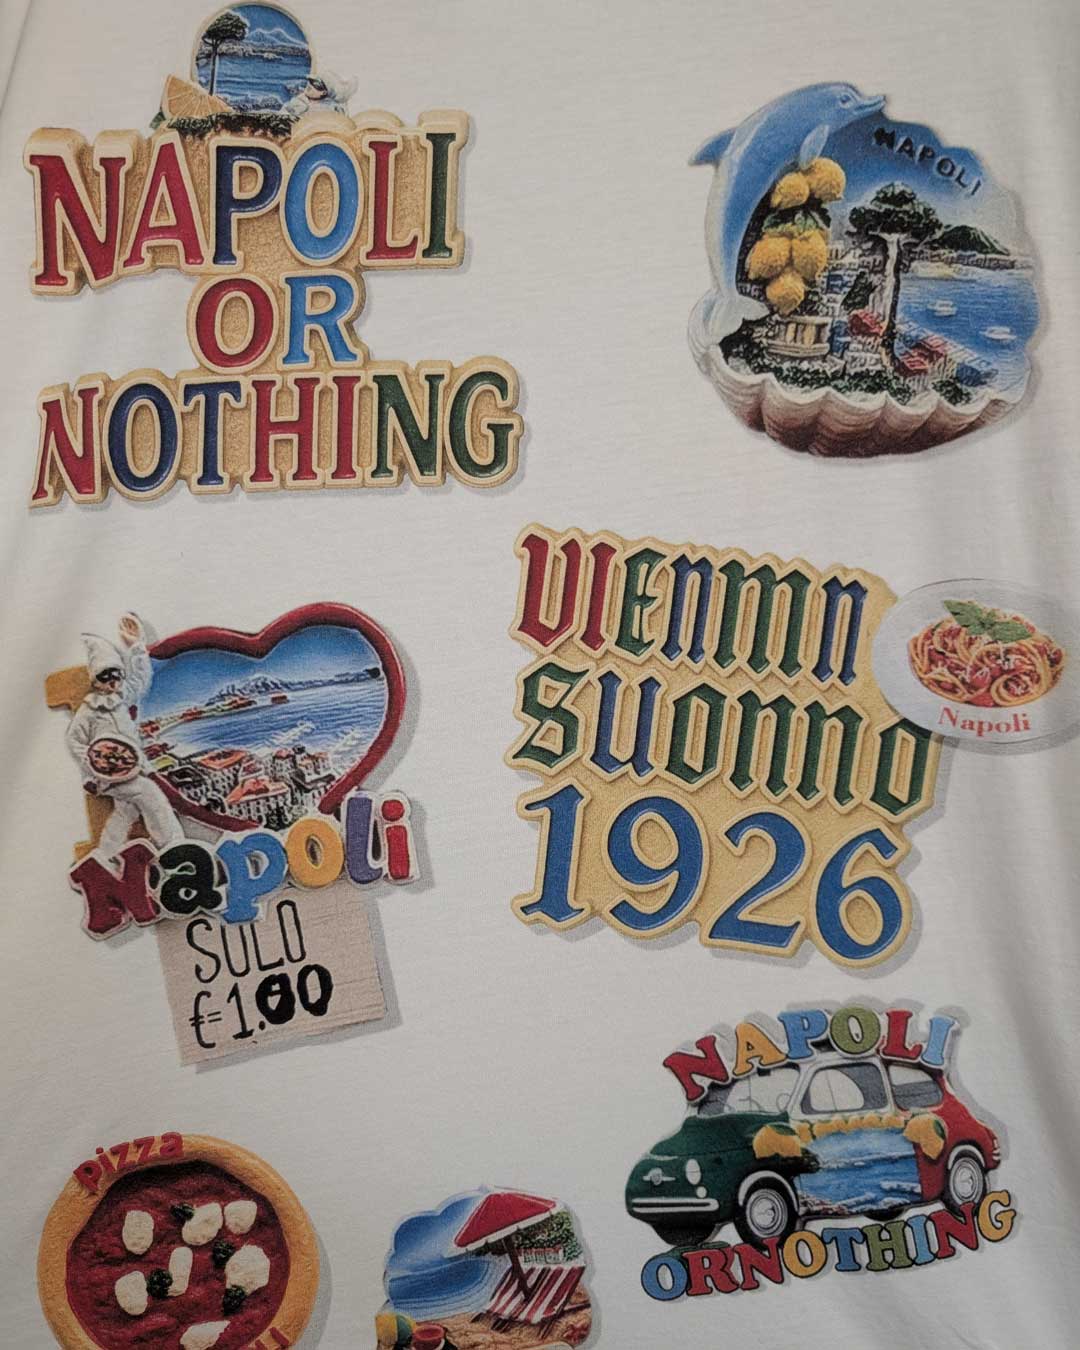 NAPOLI
OR
NOTHING
NAPOLI
VIENMN
SUONNO
1926
Napoli
Napoli
SOLO
€1.00
NAPOLI
ORNOTHING
Pizza